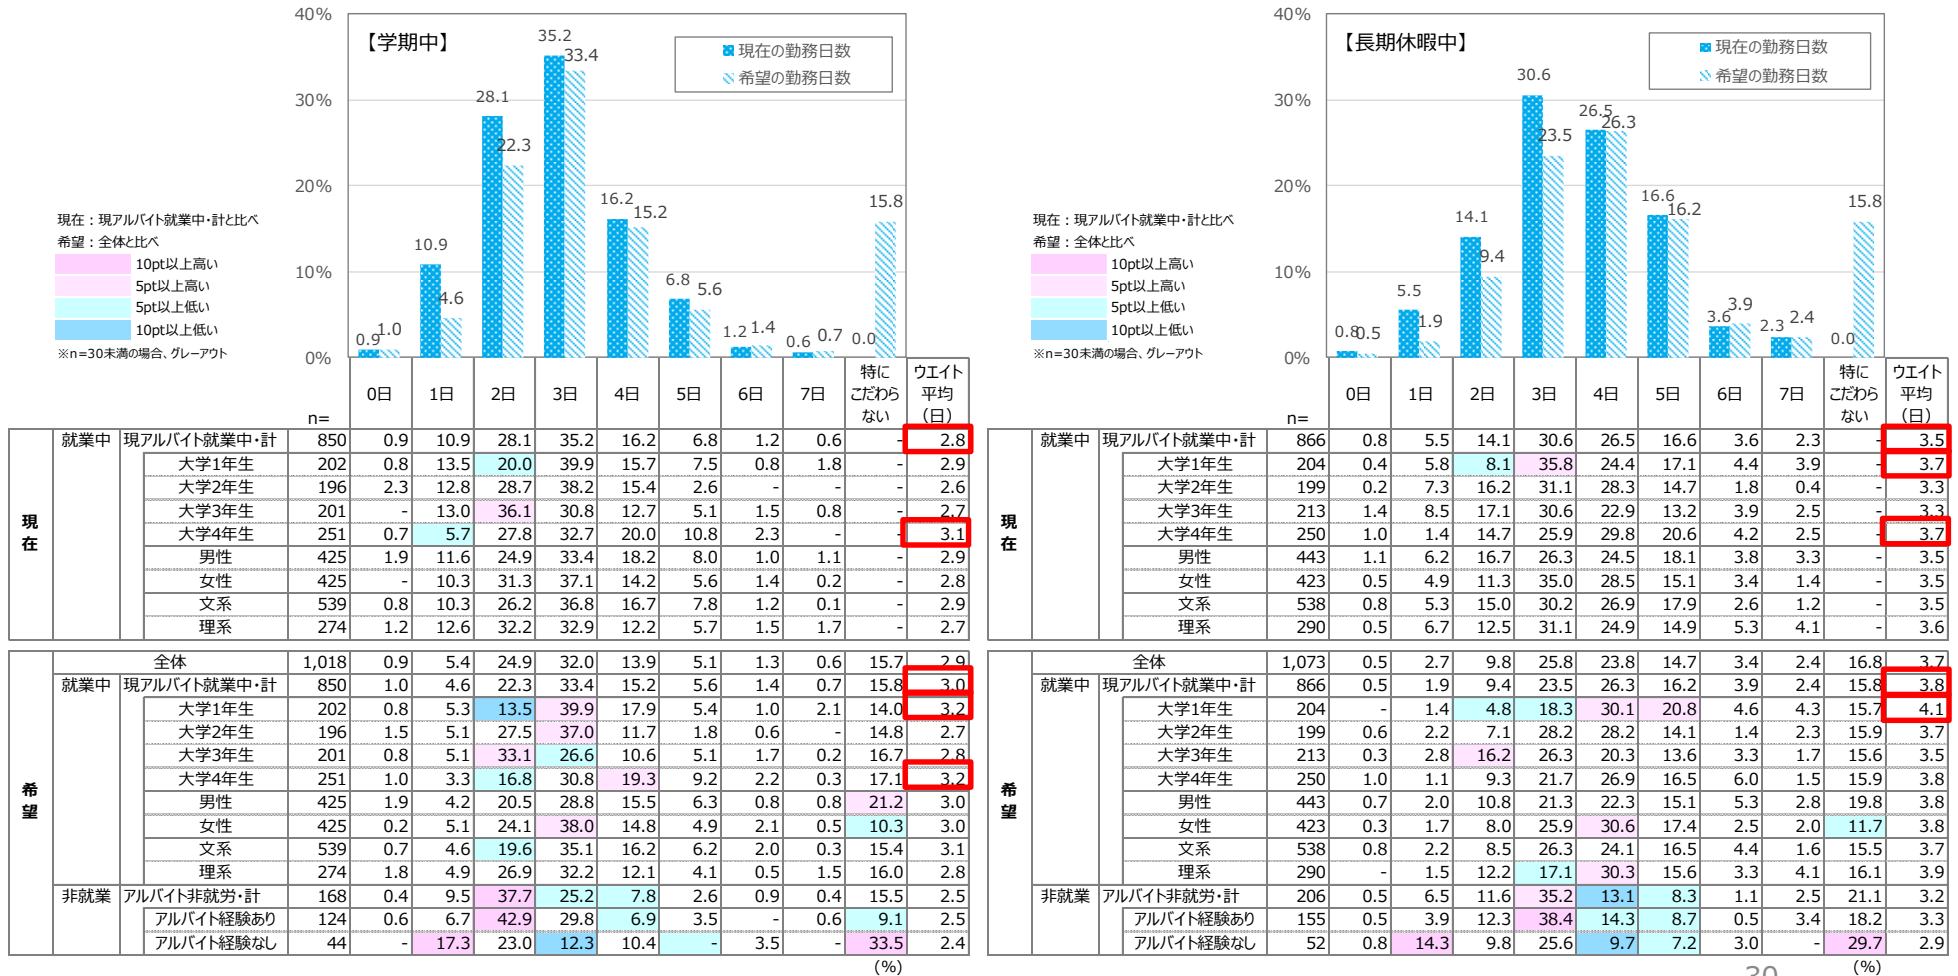 【学期中】
現在の勤務日数
希望の勤務日数
40%
30%
20%
10%
0%
0.9 1.0
10.9 4.6
28.1 22.3
35.2 33.4
16.2 15.2
6.8 5.6
1.2 1.4
0.6 0.7
0.0 15.8
現在：現アルバイト就業中・計と比べ
希望：全体と比べ
10pt以上高い
5pt以上高い
5pt以上低い
10pt以上低い
※n=30未満の場合、グレーアウト
n= 0日 1日 2日 3日 4日 5日 6日 7日 特にこだわらない ウエイト平均（日）
現在
就業中 現アルバイト就業中・計 850 0.9 10.9 28.1 35.2 16.2 6.8 1.2 0.6 - 2.8
大学1年生 202 0.8 13.5 20.0 39.9 15.7 7.5 0.8 1.8 - 2.9
大学2年生 196 2.3 12.8 28.7 38.2 15.4 2.6 - - - 2.6
大学3年生 201 - 13.0 36.1 30.8 12.7 5.1 1.5 0.8 - 2.7
大学4年生 251 0.7 5.7 27.8 32.7 20.0 10.8 2.3 - - 3.1
男性 425 1.9 11.6 24.9 33.4 18.2 8.0 1.0 1.1 - 2.9
女性 425 - 10.3 31.3 37.1 14.2 5.6 1.4 0.2 - 2.8
文系 539 0.8 10.3 26.2 36.8 16.7 7.8 1.2 0.1 - 2.9
理系 274 1.2 12.6 32.2 32.9 12.2 5.7 1.5 1.7 - 2.7
希望
全体 1,018 0.9 5.4 24.9 32.0 13.9 5.1 1.3 0.6 15.7 2.9
就業中 現アルバイト就業中・計 850 1.0 4.6 22.3 33.4 15.2 5.6 1.4 0.7 15.8 3.0
大学1年生 202 0.8 5.3 13.5 39.9 17.9 5.4 1.0 2.1 14.0 3.2
大学2年生 196 1.5 5.1 27.5 37.0 11.7 1.8 0.6 - 14.8 2.7
大学3年生 201 0.8 5.1 33.1 26.6 10.6 5.1 1.7 0.2 16.7 2.8
大学4年生 251 1.0 3.3 16.8 30.8 19.3 9.2 2.2 0.3 17.1 3.2
男性 425 1.9 4.2 20.5 28.8 15.5 6.3 0.8 0.8 21.2 3.0
女性 425 0.2 5.1 24.1 38.0 14.8 4.9 2.1 0.5 10.3 3.0
文系 539 0.7 4.6 19.6 35.1 16.2 6.2 2.0 0.3 15.4 3.1
理系 274 1.8 4.9 26.9 32.2 12.1 4.1 0.5 1.5 16.0 2.8
非就業 アルバイト非就労・計 168 0.4 9.5 37.7 25.2 7.8 2.6 0.9 0.4 15.5 2.5
アルバイト経験あり 124 0.6 6.7 42.9 29.8 6.9 3.5 - 0.6 9.1 2.5
アルバイト経験なし 44 - 17.3 23.0 12.3 10.4 - 3.5 - 33.5 2.4
(%)
【長期休暇中】
現在の勤務日数
希望の勤務日数
40%
30%
20%
10%
0%
0.8 0.5
5.5 1.9
14.1 9.4
30.6 23.5
26.5 26.3
16.6 16.2
3.6 3.9
2.3 2.4
0.0 15.8
現在：現アルバイト就業中・計と比べ
希望：全体と比べ
10pt以上高い
5pt以上高い
5pt以上低い
10pt以上低い
※n=30未満の場合、グレーアウト
n= 0日 1日 2日 3日 4日 5日 6日 7日 特にこだわらない ウエイト平均（日）
現在
就業中 現アルバイト就業中・計 866 0.8 5.5 14.1 30.6 26.5 16.6 3.6 2.3 - 3.5
大学1年生 204 0.4 5.8 8.1 35.8 24.4 17.1 4.4 3.9 - 3.7
大学2年生 199 0.2 7.3 16.2 31.1 28.3 14.7 1.8 0.4 - 3.3
大学3年生 213 1.4 8.5 17.1 30.6 22.9 13.2 3.9 2.5 - 3.3
大学4年生 250 1.0 1.4 14.7 25.9 29.8 20.6 4.2 2.5 - 3.7
男性 443 1.1 6.2 16.7 26.3 24.5 18.1 3.8 3.3 - 3.5
女性 423 0.5 4.9 11.3 35.0 28.5 15.1 3.4 1.4 - 3.5
文系 538 0.8 5.3 15.0 30.2 26.9 17.9 2.6 1.2 - 3.5
理系 290 0.5 6.7 12.5 31.1 24.9 14.9 5.3 4.1 - 3.6
希望
全体 1,073 0.5 2.7 9.8 25.8 23.8 14.7 3.4 2.4 16.8 3.7
就業中 現アルバイト就業中・計 866 0.5 1.9 9.4 23.5 26.3 16.2 3.9 2.4 15.8 3.8
大学1年生 204 - 1.4 4.8 18.3 30.1 20.8 4.6 4.3 15.7 4.1
大学2年生 199 0.6 2.2 7.1 28.2 28.2 14.1 1.4 2.3 15.9 3.7
大学3年生 213 0.3 2.8 16.2 26.3 20.3 13.6 3.3 1.7 15.6 3.5
大学4年生 250 1.0 1.1 9.3 21.7 26.9 16.5 6.0 1.5 15.9 3.8
男性 443 0.7 2.0 10.8 21.3 22.3 15.1 5.3 2.8 19.8 3.8
女性 423 0.3 1.7 8.0 25.9 30.6 17.4 2.5 2.0 11.7 3.8
文系 538 0.8 2.2 8.5 26.3 24.1 16.5 4.4 1.6 15.5 3.7
理系 290 - 1.5 12.2 17.1 30.3 15.6 3.3 4.1 16.1 3.9
非就業 アルバイト非就労・計 206 0.5 6.5 11.6 35.2 13.1 8.3 1.1 2.5 21.1 3.2
アルバイト経験あり 155 0.5 3.9 12.3 38.4 14.3 8.7 0.5 3.4 18.2 3.3
アルバイト経験なし 52 0.8 14.3 9.8 25.6 9.7 7.2 3.0 - 29.7 2.9
(%)